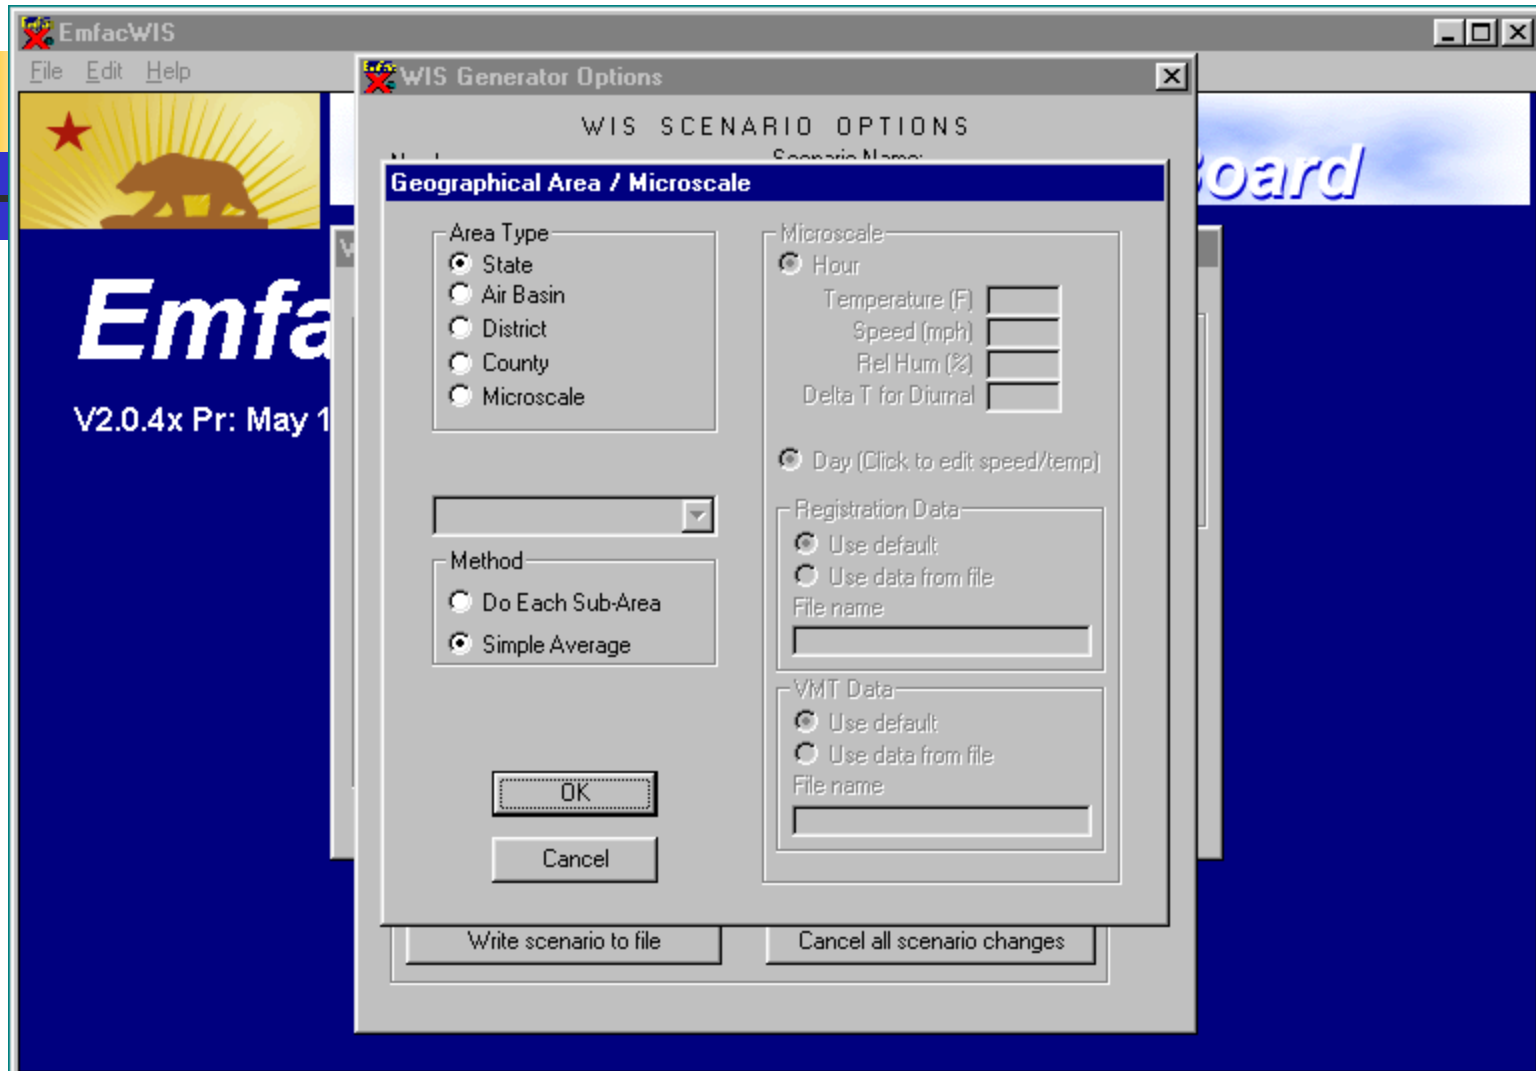 EmfacWIS
File Edit Help
WIS Generator Options
WIS SCENARIO OPTIONS
Scenario Name:
Board
Geographical Area / Microscale
Area Type
State
Air Basin
District
County
Microscale
Method
Do Each Sub-Area
Simple Average
OK
Cancel
Microscale
Hour
Temperature (F)
Speed (mph)
Rel Hum (%)
Delta T for Diurnal
Day (Click to edit speed/temp)
Registration Data
Use default
Use data from file
File name
VMT Data
Use default
Use data from file
File name
Write scenario to file
Cancel all scenario changes
Emfa
V2.0.4x Pr: May 1